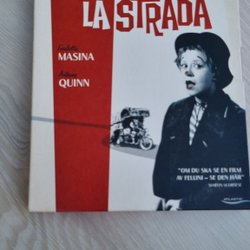 LA STRADA
Giulietta
MASINA
Anthony
QUINN
"OM DU SKA SE EN FILM
AV FELLINI – SE DEN HÄR"
MARTIN SCORSESE
ATLANTIC